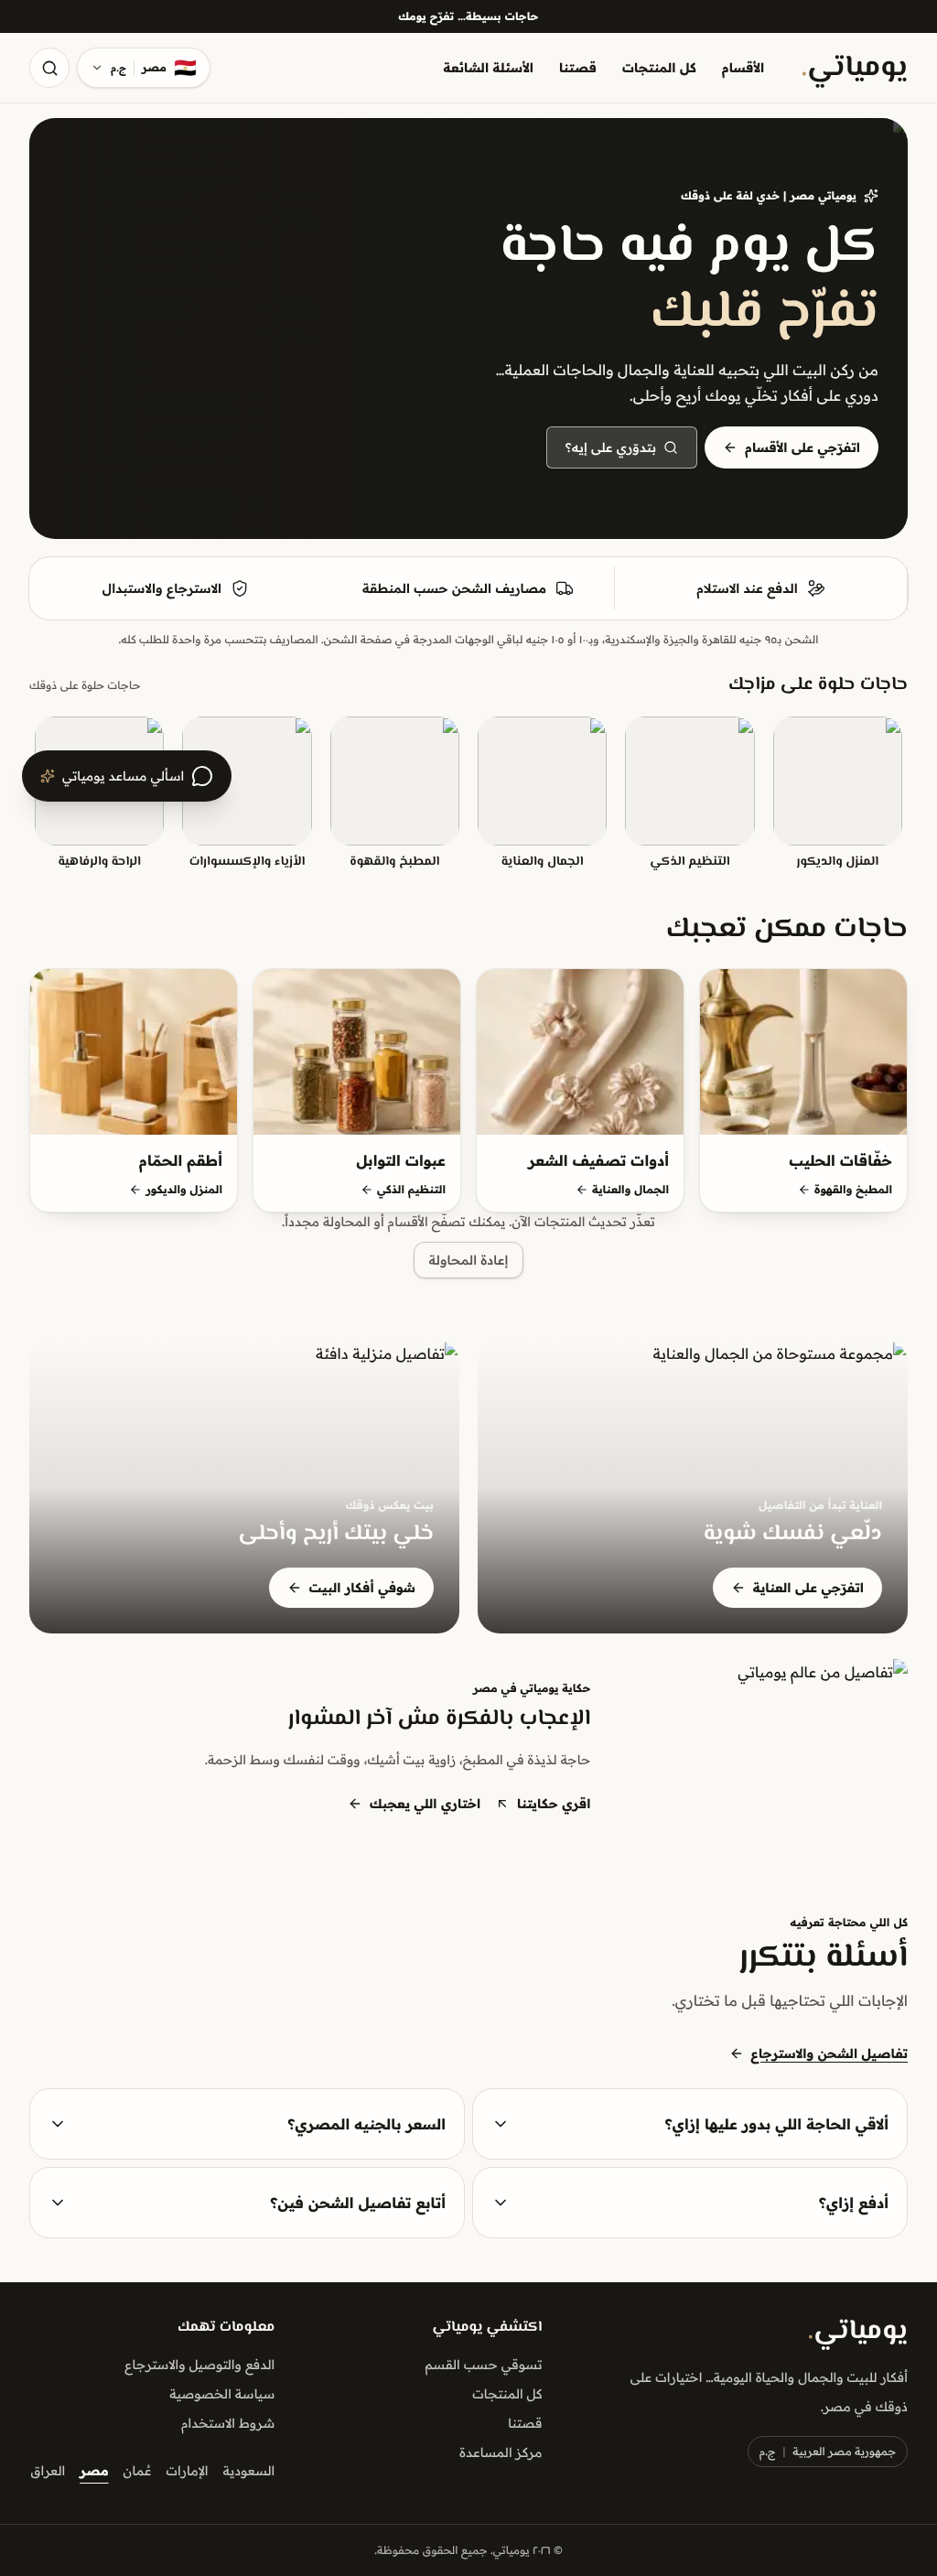 حاجات بسيطة... تفرّح يومك
يومياتي.
الأقسام
كل المنتجات
قصتنا
الأسئلة الشائعة
مصر
ج.م
يومياتي مصر | خدي لفة على ذوقك
كل يوم فيه حاجة
تفرّح قلبك
من ركن البيت اللي بتحبيه للعناية والجمال والحاجات العملية...
دوري على أفكار تخلّي يومك أريح وأحلى.
اتفرّجي على الأقسام
بتدوّري على إيه؟
الدفع عند الاستلام
مصاريف الشحن حسب المنطقة
الاسترجاع والاستبدال
الشحن بـ٩٥ جنيه للقاهرة والجيزة والإسكندرية، وبـ١٠٠ أو ١٠٥ جنيه لباقي الوجهات المدرجة في صفحة الشحن. المصاريف بتتحسب مرة واحدة للطلب كله.
حاجات حلوة على مزاجك
حاجات حلوة على ذوقك
اسألي مساعد يومياتي
المنزل والديكور
التنظيم الذكي
الجمال والعناية
المطبخ والقهوة
الأزياء والإكسسوارات
الراحة والرفاهية
حاجات ممكن تعجبك
خفّاقات الحليب
المطبخ والقهوة
أدوات تصفيف الشعر
الجمال والعناية
عبوات التوابل
التنظيم الذكي
أطقم الحمّام
المنزل والديكور
تعذّر تحديث المنتجات الآن. يمكنك تصفّح الأقسام أو المحاولة مجدداً.
إعادة المحاولة
مجموعة مستوحاة من الجمال والعناية
العناية تبدأ من التفاصيل
دلّعي نفسك شوية
اتفرّجي على العناية
تفاصيل منزلية دافئة
بيت يعكس ذوقك
خلي بيتك أريح وأحلى
شوفي أفكار البيت
تفاصيل من عالم يومياتي
حكاية يومياتي في مصر
الإعجاب بالفكرة مش آخر المشوار
حاجة لذيذة في المطبخ، زاوية بيت أشيك، ووقت لنفسك وسط الزحمة.
اقري حكايتنا
اختاري اللي يعجبك
كل اللي محتاجة تعرفيه
أسئلة بتتكرر
الإجابات اللي تحتاجيها قبل ما تختاري.
تفاصيل الشحن والاسترجاع
ألاقي الحاجة اللي بدور عليها إزاي؟
السعر بالجنيه المصري؟
أدفع إزاي؟
أتابع تفاصيل الشحن فين؟
يومياتي.
أفكار للبيت والجمال والحياة اليومية... اختيارات على
ذوقك في مصر.
جمهورية مصر العربية | ج.م
اكتشفي يومياتي
تسوقي حسب القسم
كل المنتجات
قصتنا
مركز المساعدة
معلومات تهمك
الدفع والتوصيل والاسترجاع
سياسة الخصوصية
شروط الاستخدام
السعودية
الإمارات
عُمان
مصر
العراق
© ٢٠٢٦ يومياتي. جميع الحقوق محفوظة.